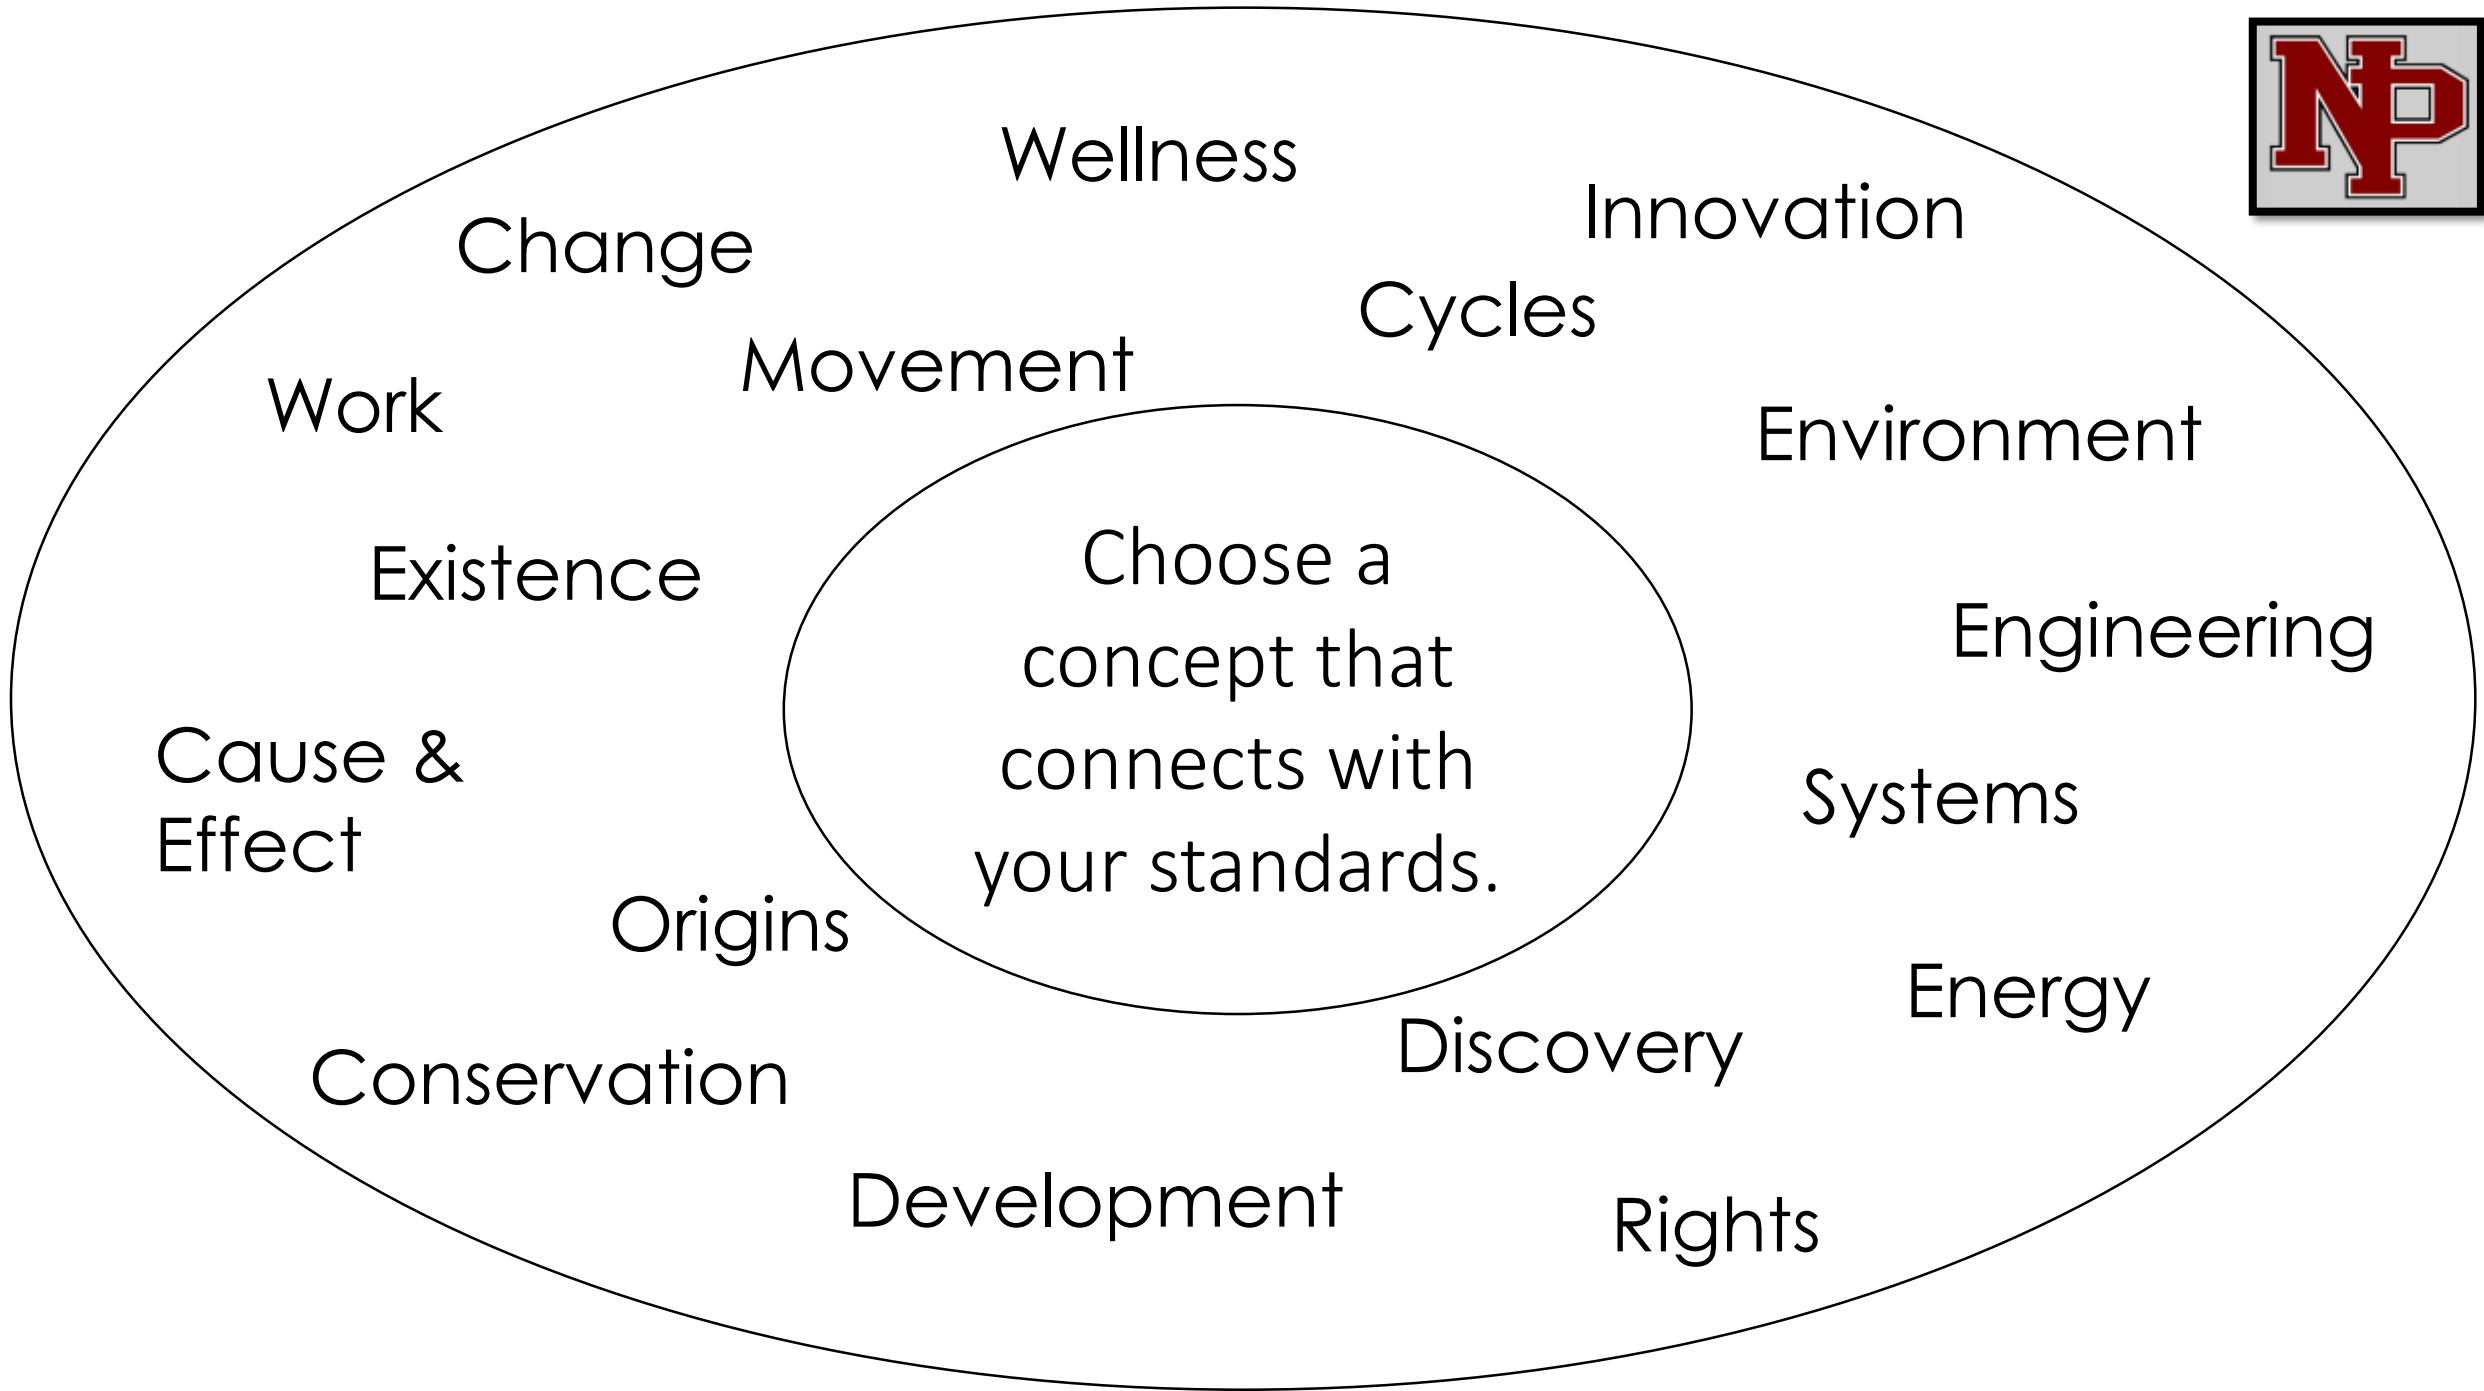 NP
Wellness
Innovation
Change
Cycles
Movement
Work
Environment
Existence
Choose a
concept that
connects with
your standards.
Engineering
Cause &
Effect
Systems
Origins
Energy
Discovery
Conservation
Development
Rights